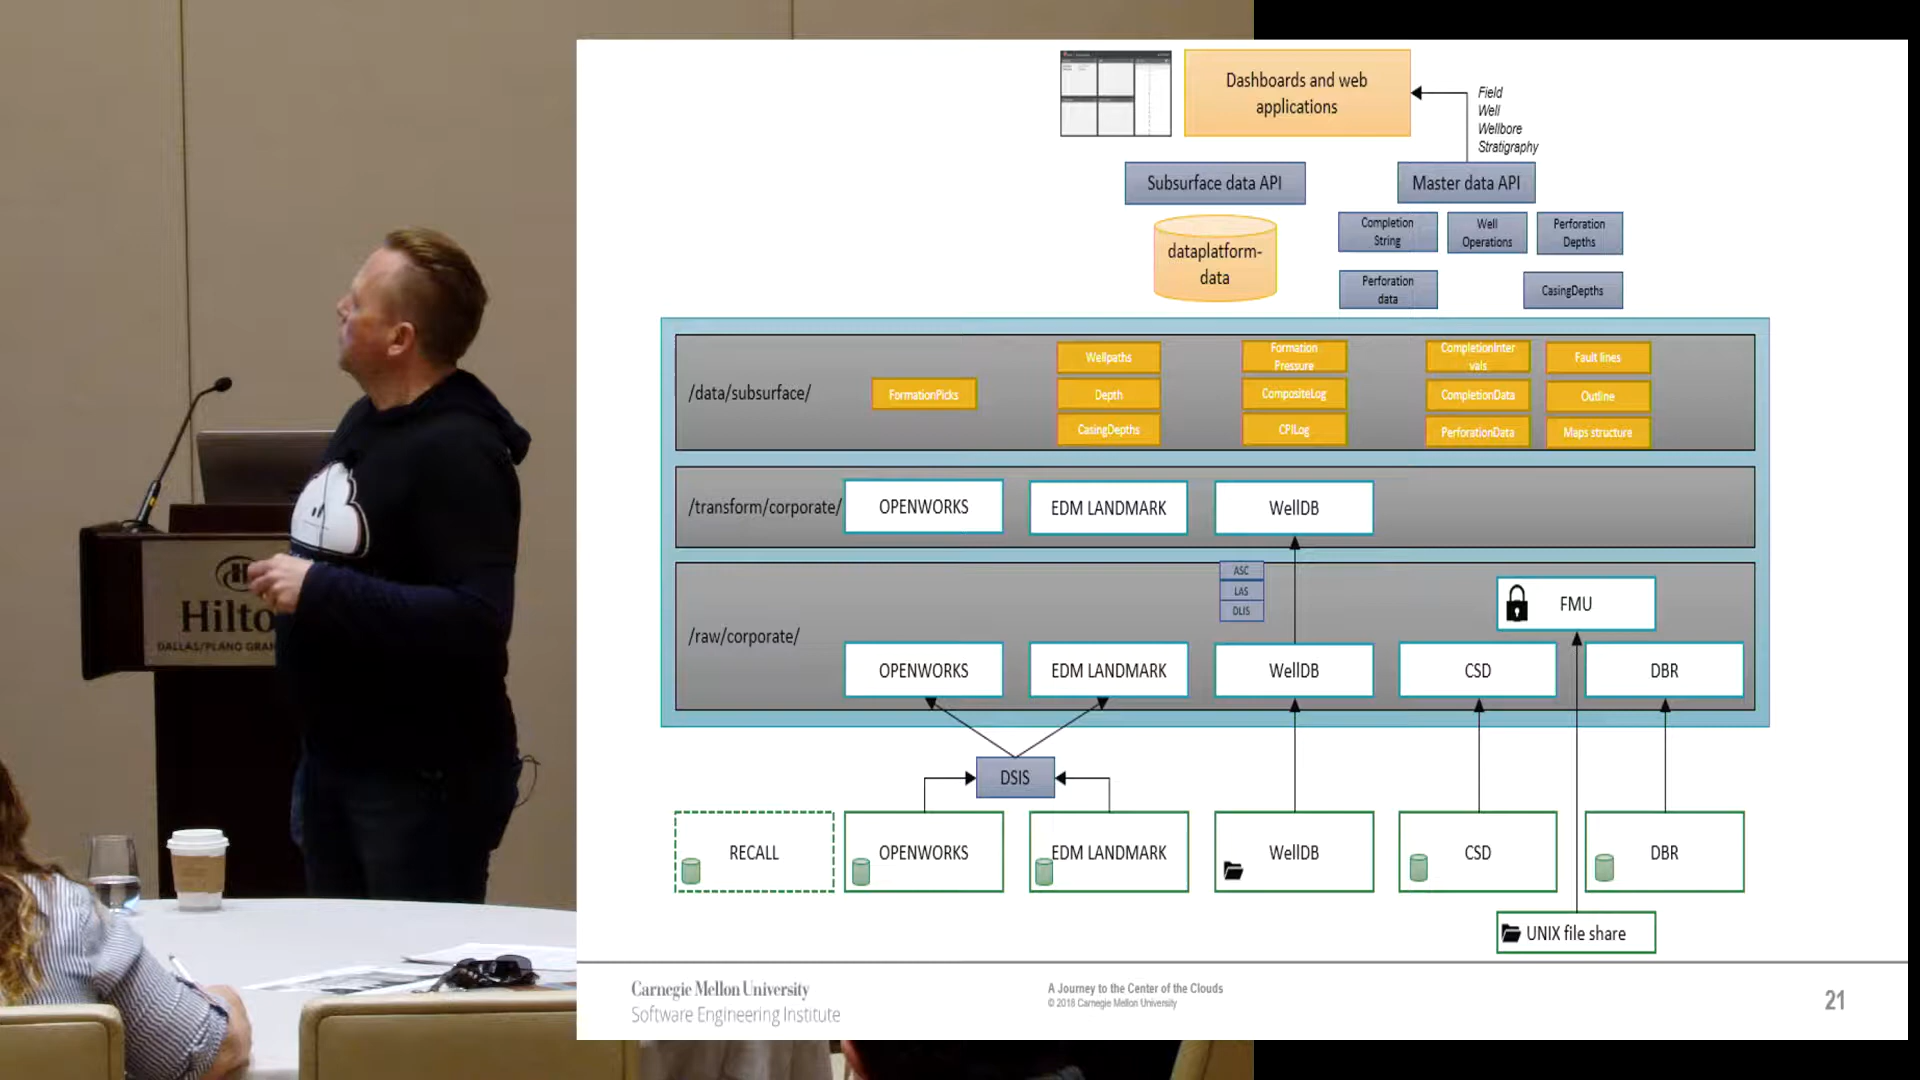 Dashboards and web
applications
Field
Well
Wellbore
Stratigraphy
Subsurface data API
Master data API
dataplatform-
data
Completion
String
Well
Operations
Perforation
Depths
Perforation
data
CasingDepths
/data/subsurface/
FormationPicks
Wellpaths
Depth
CasingDepths
Formation
Pressure
CompositeLog
CPILog
CompletionInter
vals
CompletionData
PerforationData
Fault lines
Outline
Maps structure
/transform/corporate/
OPENWORKS
EDM LANDMARK
WellDB
/raw/corporate/
ASC
LAS
DLIS
FMU
OPENWORKS
EDM LANDMARK
WellDB
CSD
DBR
DSIS
RECALL
OPENWORKS
EDM LANDMARK
WellDB
CSD
DBR
UNIX file share
Carnegie Mellon University
Software Engineering Institute
A Journey to the Center of the Clouds
© 2018 Carnegie Mellon University
21
Hilto
DALLAS/PLANO GRAN